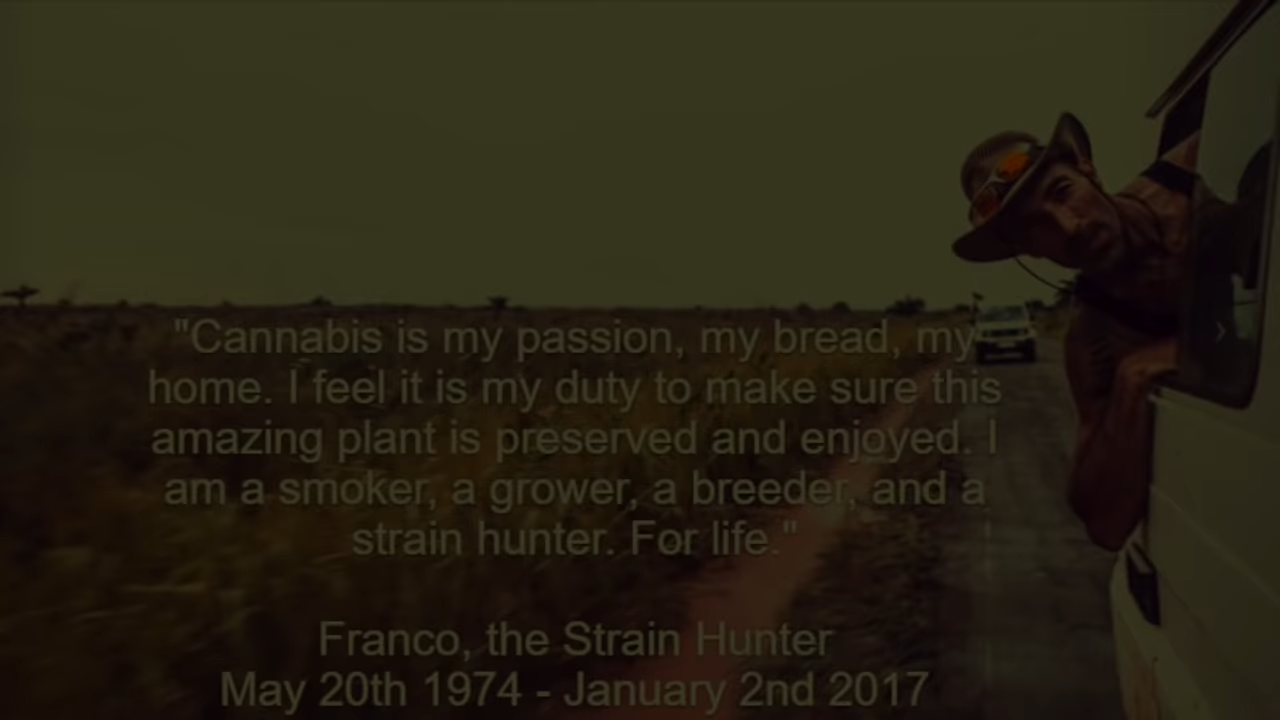 "Cannabis is my passion, my bread, my
home. I feel it is my duty to make sure this
amazing plant is preserved and enjoyed. I
am a smoker, a grower, a breeder, and a
strain hunter. For life."
Franco, the Strain Hunter
May 20th 1974 - January 2nd 2017